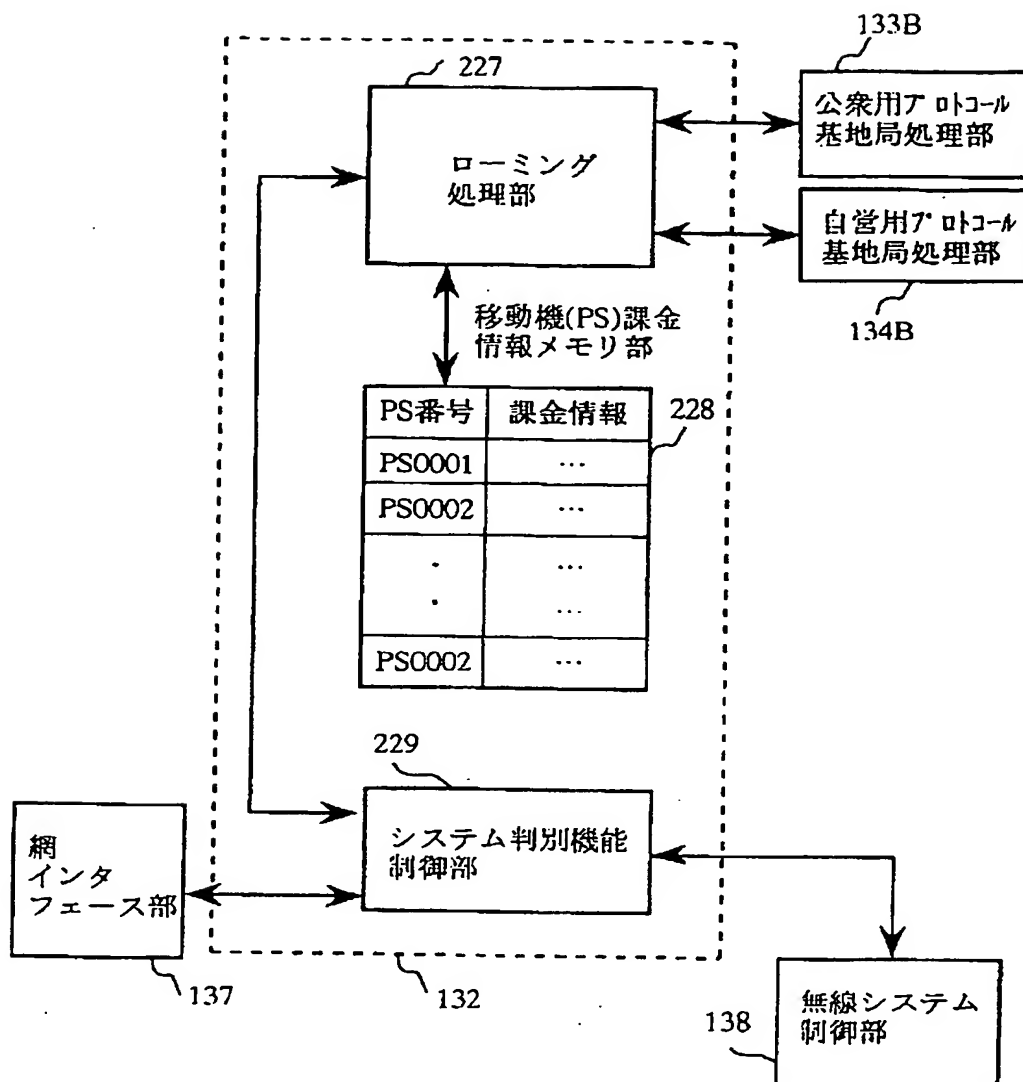 133B
227
公衆用プロトコール
基地局処理部
ローミング
処理部
自営用プロトコール
基地局処理部
134B
移動機(PS)課金
情報メモリ部
PS番号 課金情報
228
PS0001 …
PS0002 …
・ …
・ …
PS0002 …
229
システム判別機能
制御部
網
インタ
フェース部
137
132
無線システム
制御部
138